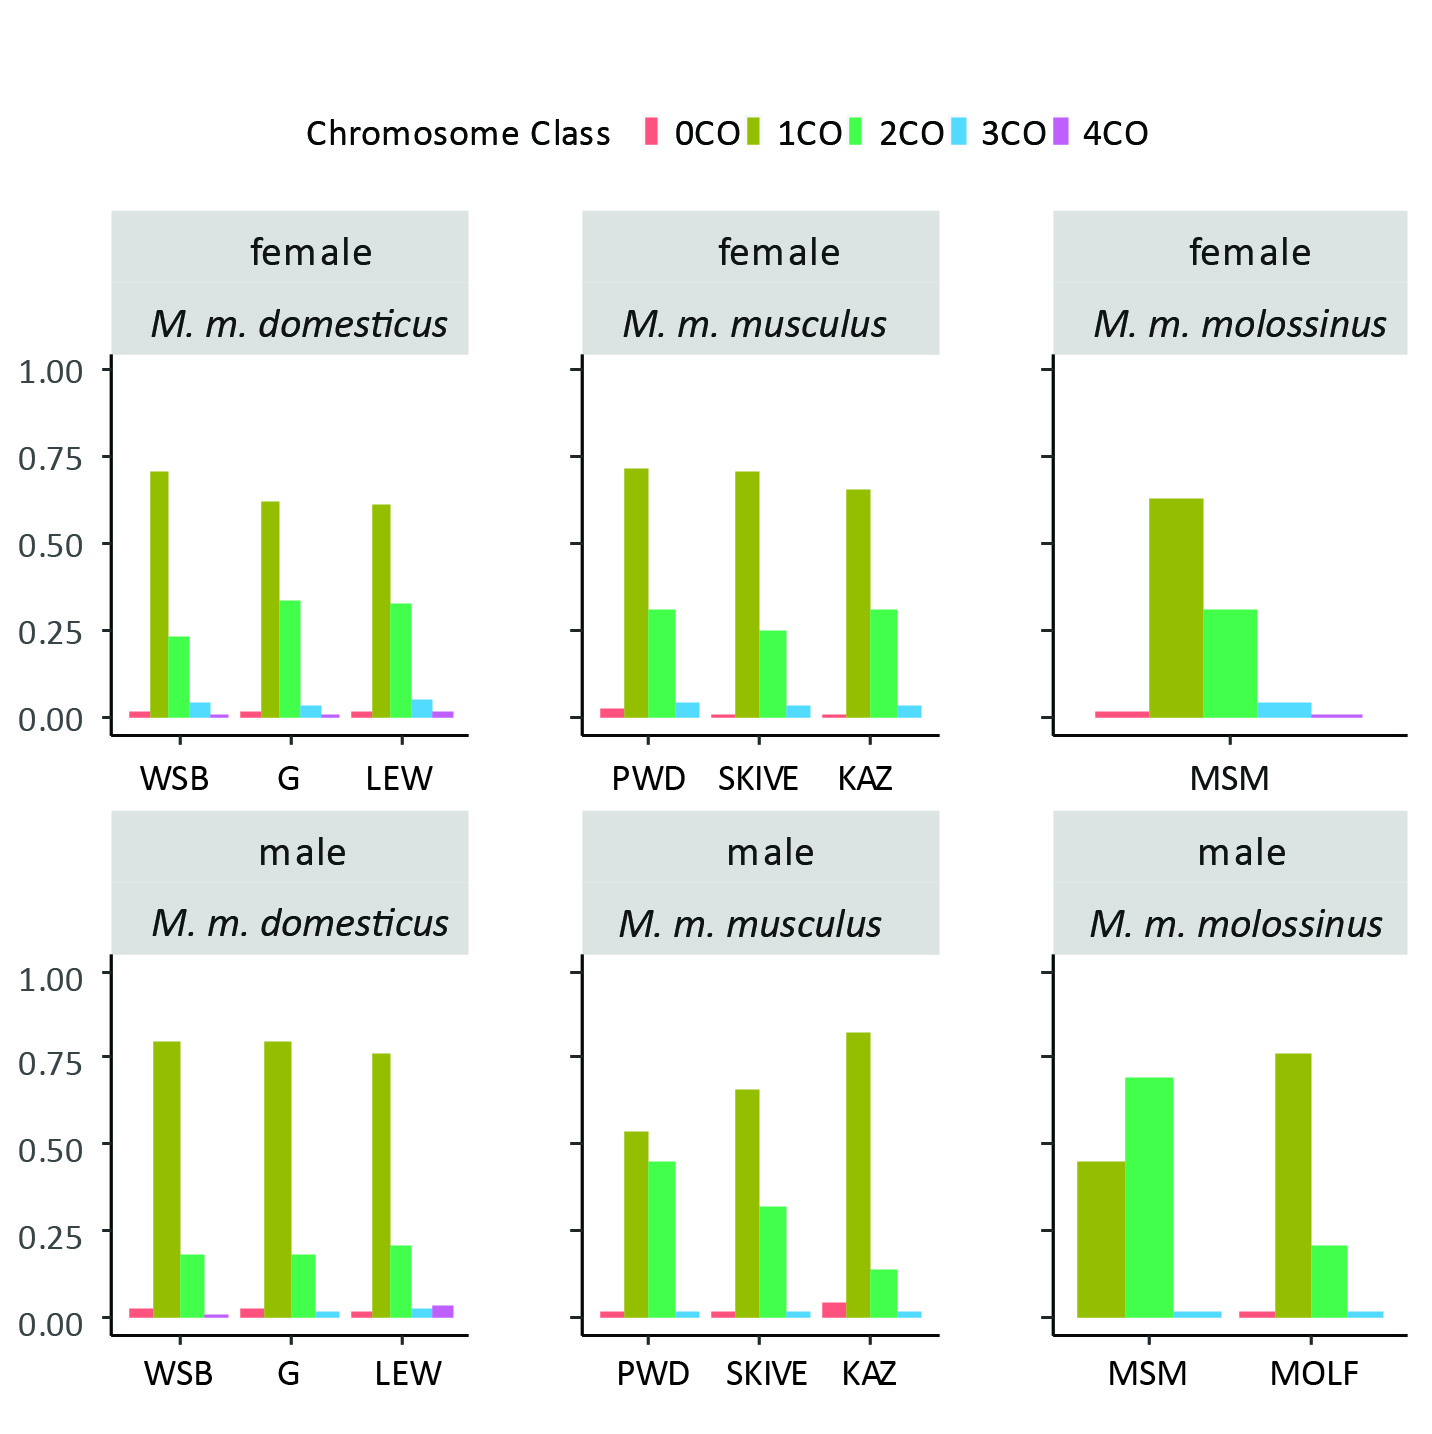 Chromosome Class 0CO 1CO 2CO 3CO 4CO
female female female
M. m. domesticus M. m. musculus M. m. molossinus
1.00
0.75
0.50
0.25
0.00
WSB G LEW PWD SKIVE KAZ MSM
male male male
M. m. domesticus M. m. musculus M. m. molossinus
1.00
0.75
0.50
0.25
0.00
WSB G LEW PWD SKIVE KAZ MSM MOLF